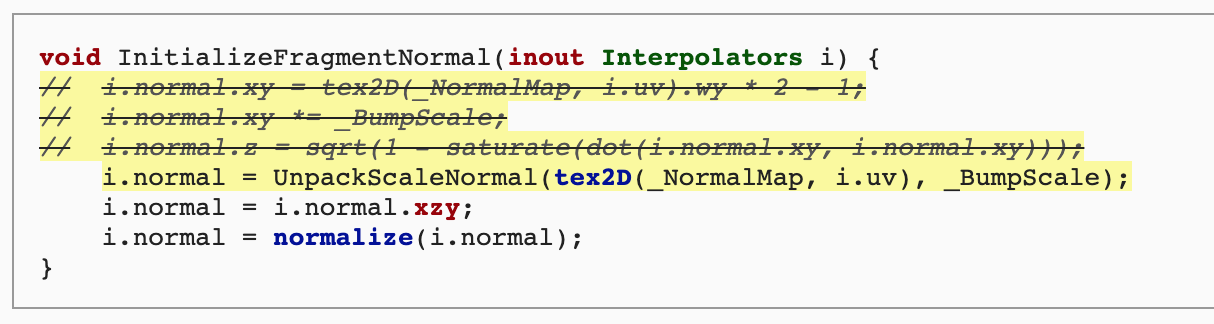 void InitializeFragmentNormal(inout Interpolators i) {
//  i.normal.xy = tex2D(_NormalMap, i.uv).wy * 2 - 1;
//  i.normal.xy *= _BumpScale;
//  i.normal.z = sqrt(1 - saturate(dot(i.normal.xy, i.normal.xy)));
    i.normal = UnpackScaleNormal(tex2D(_NormalMap, i.uv), _BumpScale);
    i.normal = i.normal.xzy;
    i.normal = normalize(i.normal);
}